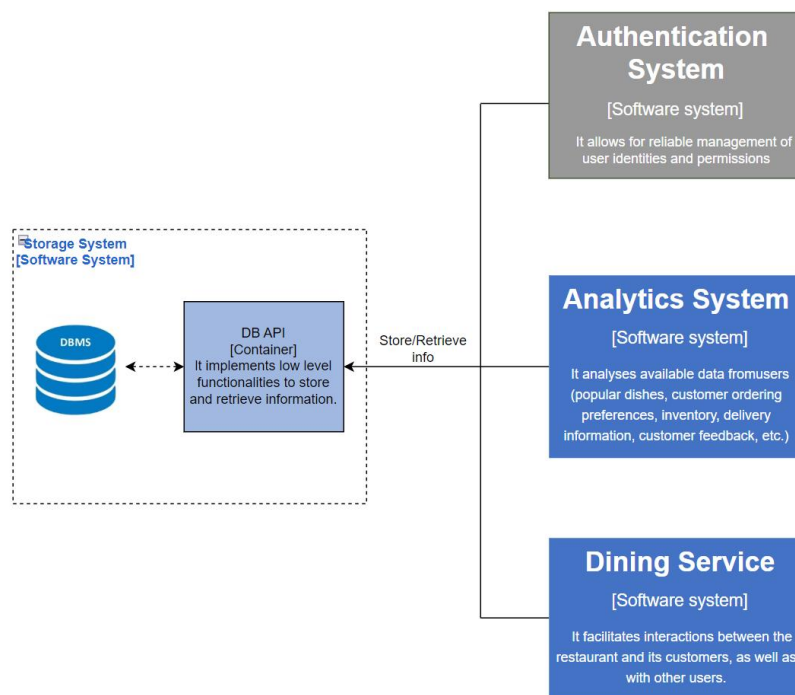 Authentication
System
[Software system]
It allows for reliable management of
user identities and permissions
Storage System
[Software System]
DBMS
DB API
[Container]
It implements low level
functionalities to store
and retrieve information.
Store/Retrieve
info
Analytics System
[Software system]
It analyses available data fromusers
(popular dishes, customer ordering
preferences, inventory, delivery
information, customer feedback, etc.)
Dining Service
[Software system]
It facilitates interactions between the
restaurant and its customers, as well as
with other users.